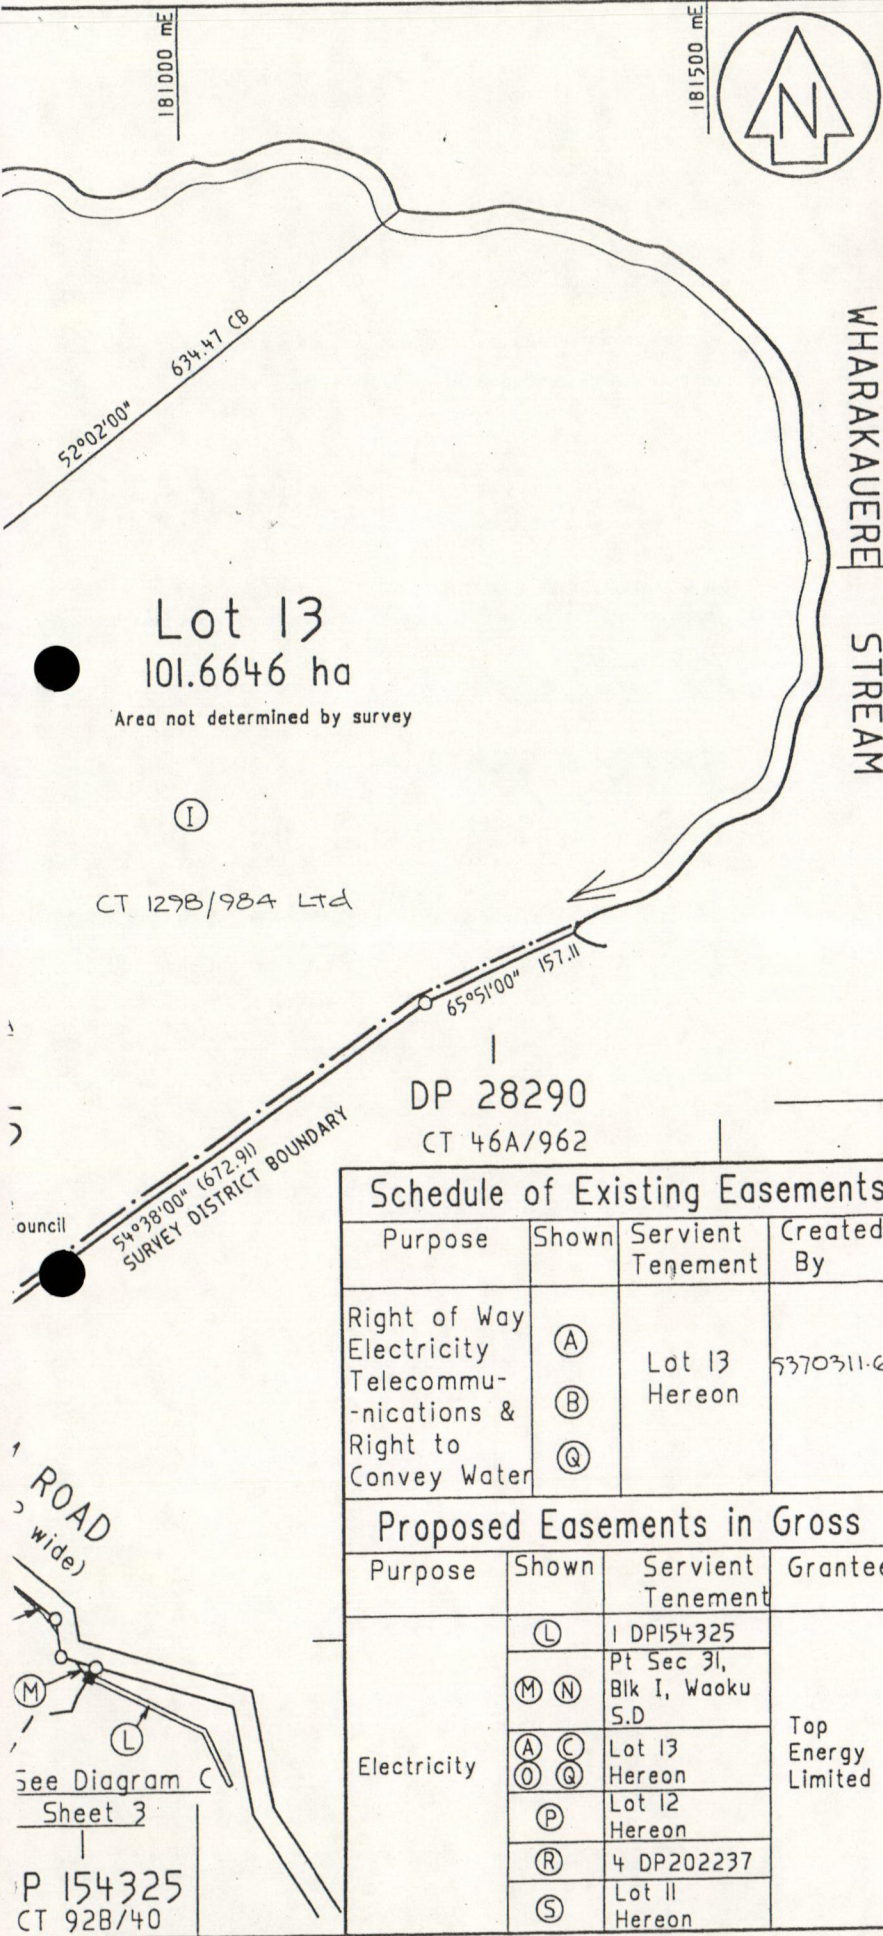 181000 mE
181500 mE
N
634.47 CB
52°02'00"
WHARAKAUERE STREAM
Lot 13
101.6646 ha
Area not determined by survey
I
CT 129B/984 Ltd
65°51'00" 157.11
DP 28290
CT 46A/962
54°38'00" (672.91)
SURVEY DISTRICT BOUNDARY
ouncil
Schedule of Existing Easements
Purpose Shown Servient Created
Tenement By
Right of Way
Electricity A
Telecommu- Lot 13 5370311.6
-nications & B Hereon
Right to Q
Convey Water
Proposed Easements in Gross
Purpose Shown Servient Grantee
Tenement
L 1 DP154325
Pt Sec 31,
M N Blk I, Waoku
S.D
Electricity A C Lot 13 Top
O Q Hereon Energy
P Lot 12 Limited
Hereon
R 4 DP202237
S Lot 11
Hereon
ROAD
wide)
M
L
See Diagram C
Sheet 3
P 154325
CT 92B/40